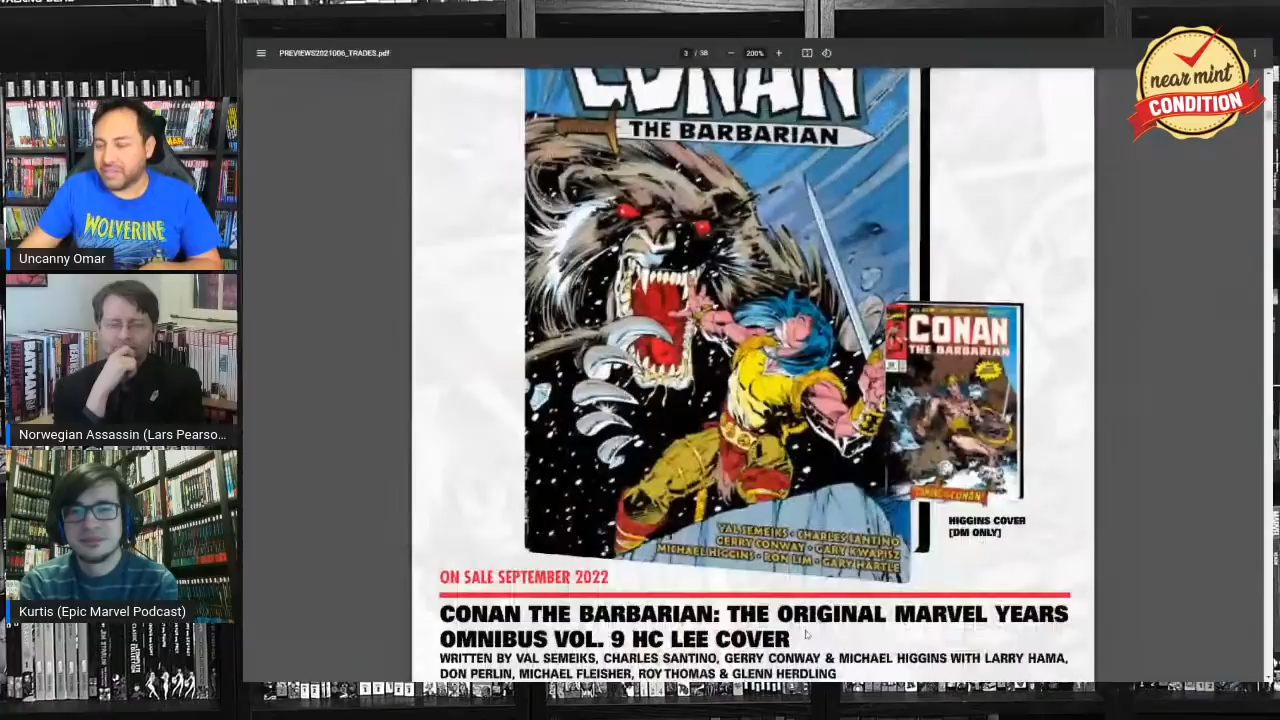 PREVIEWS2021006_TRADES.pdf
3 / 38
200%
near mint
CONDITION
CONAN
THE BARBARIAN
WOLVERINE
Uncanny Omar
Norwegian Assassin (Lars Pearso...
Kurtis (Epic Marvel Podcast)
CONAN
THE BARBARIAN
HIGGINS COVER
[DM ONLY]
VAL SEMEIKS · CHARLES SANTINO
GERRY CONWAY · GARY KWAPISZ
MICHAEL HIGGINS · RON LIM · GARY HARTLE
ON SALE SEPTEMBER 2022
CONAN THE BARBARIAN: THE ORIGINAL MARVEL YEARS
OMNIBUS VOL. 9 HC LEE COVER
WRITTEN BY VAL SEMEIKS, CHARLES SANTINO, GERRY CONWAY & MICHAEL HIGGINS WITH LARRY HAMA,
DON PERLIN, MICHAEL FLEISHER, ROY THOMAS & GLENN HERDLING